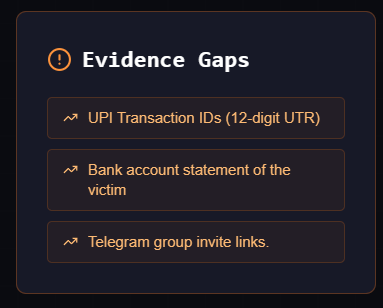 Evidence Gaps
UPI Transaction IDs (12-digit UTR)
Bank account statement of the
victim
Telegram group invite links.